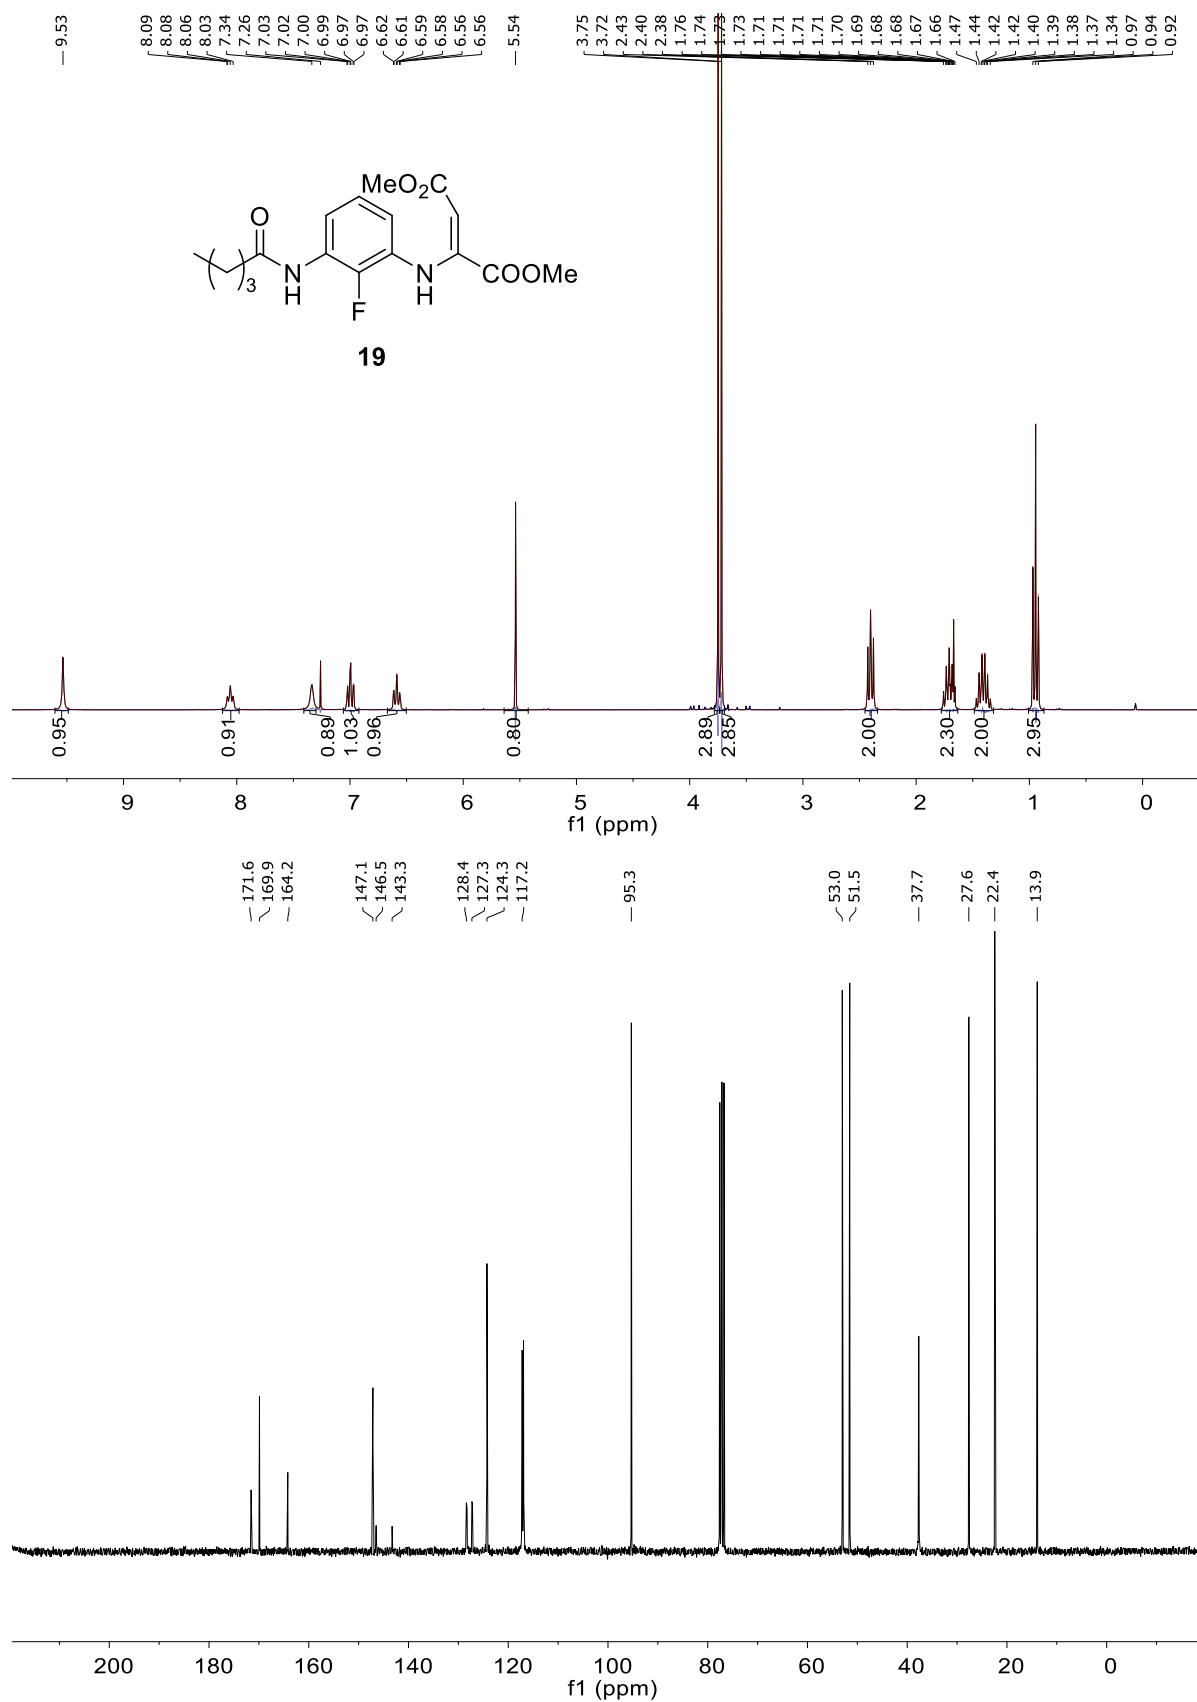 9.53 8.09 8.08 8.06 8.03 7.34 7.26 7.03 7.02 7.00 6.99 6.97 6.97 6.62 6.61 6.59 6.58 6.56 6.56 5.54 3.75 3.72 2.43 2.40 2.38 1.76 1.74 1.73 1.73 1.71 1.71 1.71 1.71 1.70 1.69 1.68 1.68 1.67 1.66 1.47 1.44 1.42 1.42 1.40 1.39 1.38 1.37 1.34 0.97 0.94 0.92
MeO2C
O
3
N
H
N
H
COOMe
F
19
0.95 0.91 0.89 1.03 0.96 0.80 2.89 2.85 2.00 2.30 2.00 2.95
9 8 7 6 5 4 3 2 1 0
f1 (ppm)
171.6 169.9 164.2 147.1 146.5 143.3 128.4 127.3 124.3 117.2 95.3 53.0 51.5 37.7 27.6 22.4 13.9
200 180 160 140 120 100 80 60 40 20 0
f1 (ppm)